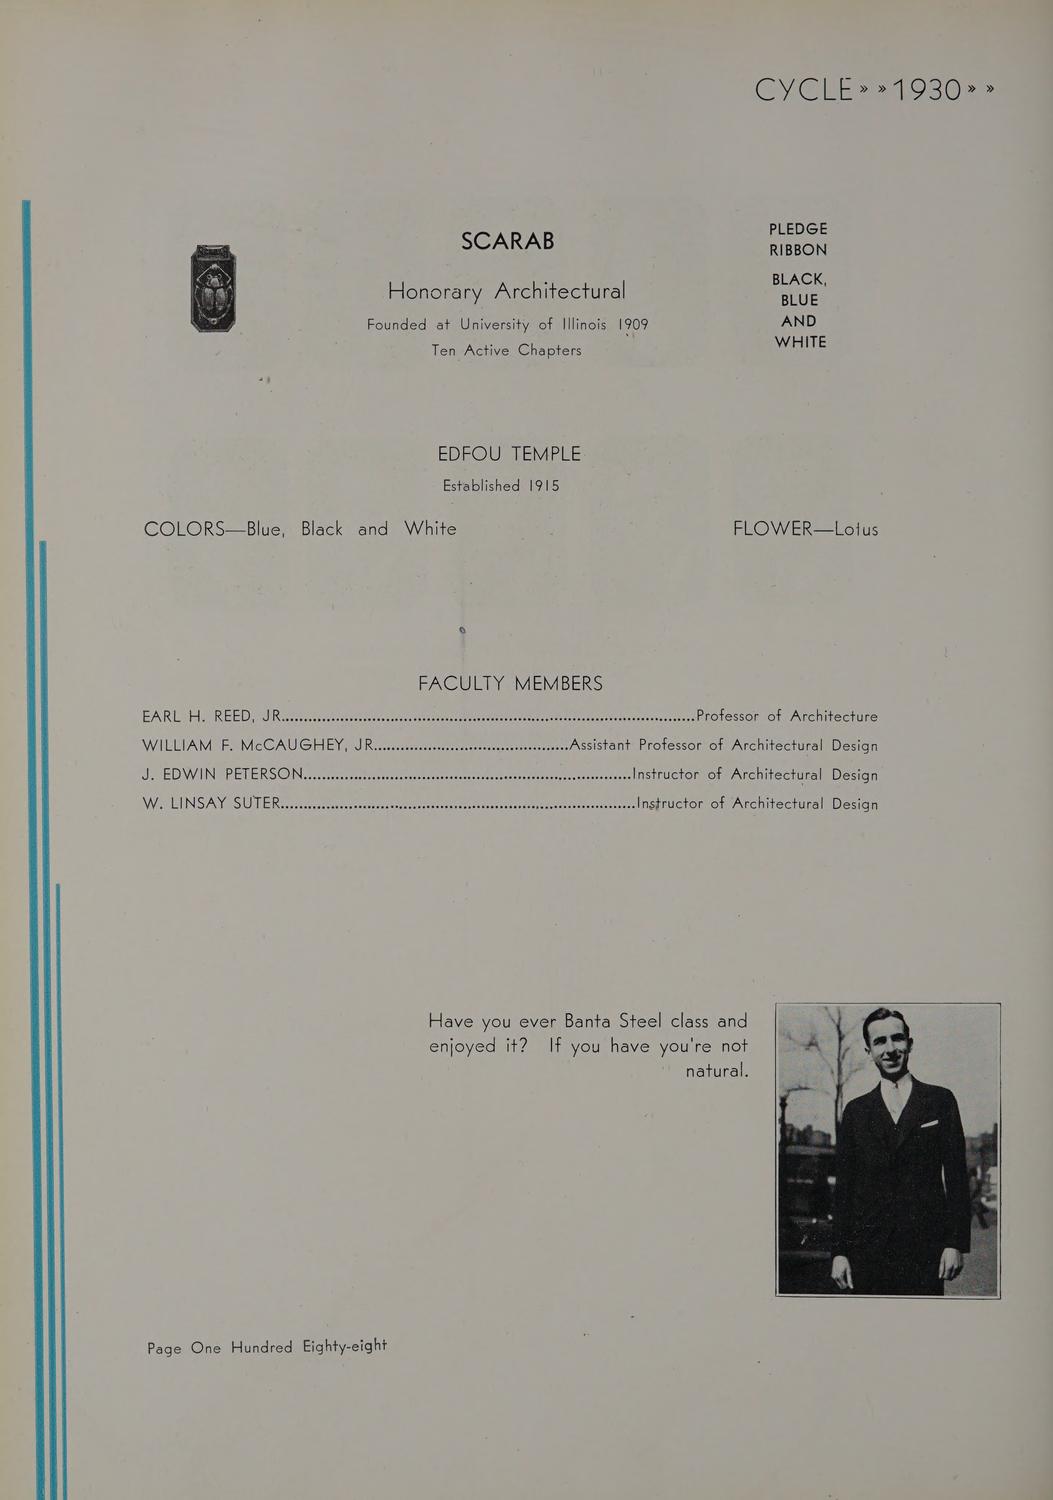 CYCLE » » 1930 » »
SCARAB
Honorary Architectural
Founded at University of Illinois 1909
Ten Active Chapters
PLEDGE
RIBBON
BLACK,
BLUE
AND
WHITE
EDFOU TEMPLE
Established 1915
COLORS—Blue, Black and White
FLOWER—Lotus
FACULTY MEMBERS
EARL H. REED, JR. Professor of Architecture
WILLIAM F. McCAUGHEY, JR. Assistant Professor of Architectural Design
J. EDWIN PETERSON Instructor of Architectural Design
W. LINSAY SUTER Instructor of Architectural Design
Have you ever Banta Steel class and
enjoyed it? If you have you're not
natural.
Page One Hundred Eighty-eight